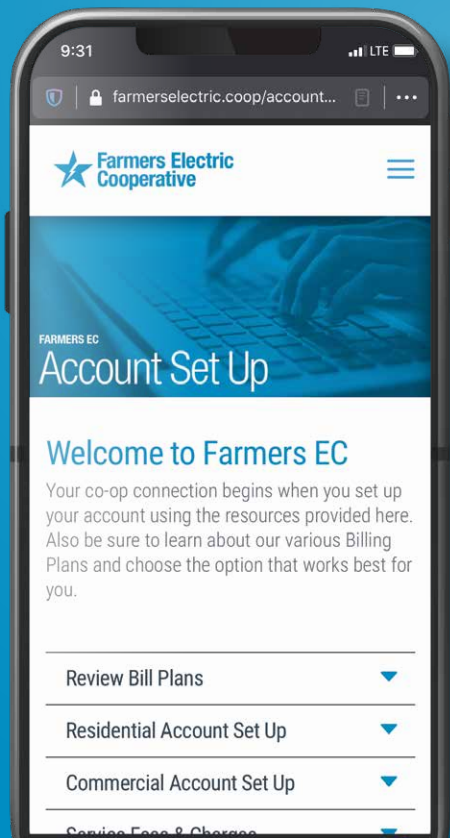 9:31
LTE
farmerselectric.coop/account...
Farmers Electric
Cooperative
FARMERS EC
Account Set Up
Welcome to Farmers EC
Your co-op connection begins when you set up
your account using the resources provided here.
Also be sure to learn about our various Billing
Plans and choose the option that works best for
you.
Review Bill Plans
Residential Account Set Up
Commercial Account Set Up
Service Fees & Charges